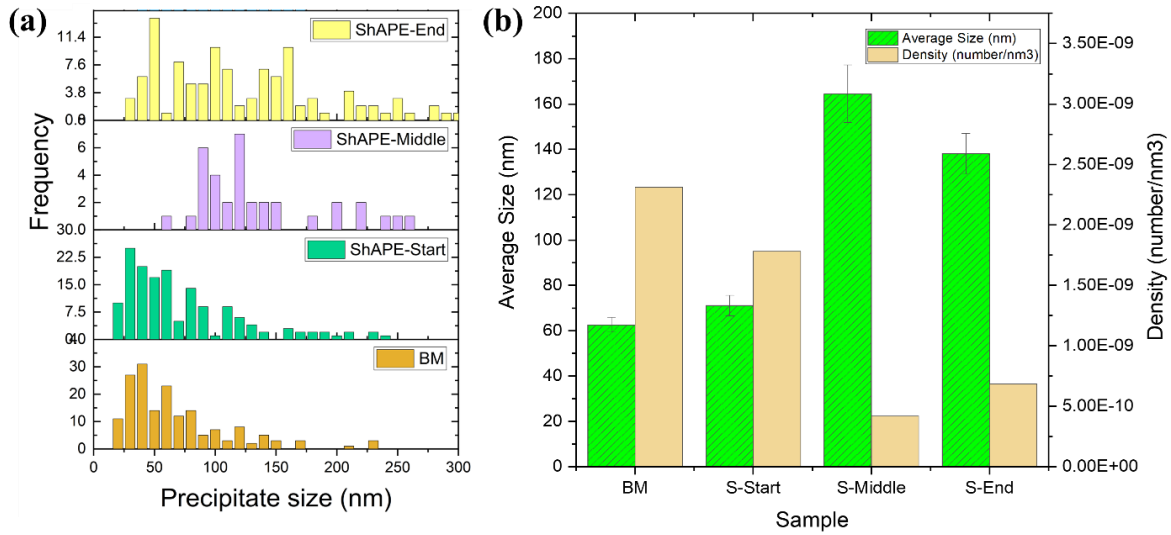 (a)
ShAPE-End
11.4
7.6
3.8
0.0
ShAPE-Middle
6
4
2
30.0
ShAPE-Start
22.5
15.0
7.5
40
BM
30
20
10
0
0 50 100 150 200 250 300
Frequency
Precipitate size (nm)
(b)
Average Size (nm)
Density (number/nm3)
200
180
160
140
120
100
80
60
40
20
0
Average Size (nm)
3.50E-09
3.00E-09
2.50E-09
2.00E-09
1.50E-09
1.00E-09
5.00E-10
0.00E+00
Density (number/nm3)
BM S-Start S-Middle S-End
Sample